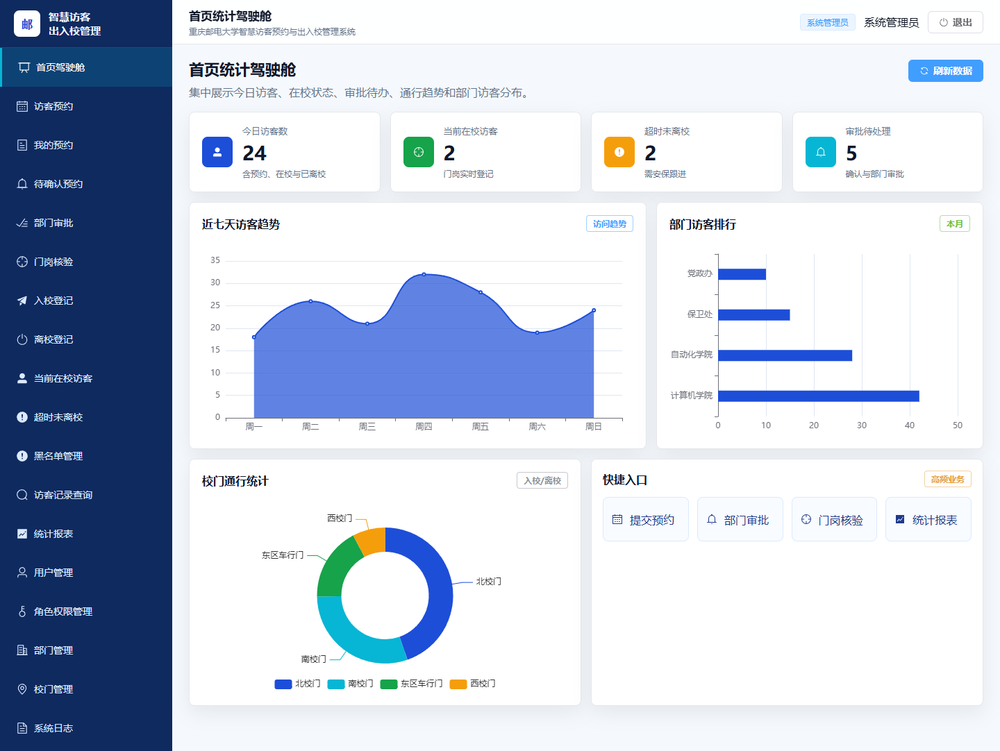 邮
智慧访客
出入校管理
首页驾驶舱
访客预约
我的预约
待确认预约
部门审批
门岗核验
入校登记
离校登记
当前在校访客
超时未离校
黑名单管理
访客记录查询
统计报表
用户管理
角色权限管理
部门管理
校门管理
系统日志
首页统计驾驶舱
重庆邮电大学智慧访客预约与出入校管理系统
系统管理员
系统管理员
退出
首页统计驾驶舱
集中展示今日访客、在校状态、审批待办、通行趋势和部门访客分布。
刷新数据
今日访客数
24
含预约、在校与已离校
当前在校访客
2
门岗实时登记
超时未离校
2
需安保跟进
审批待处理
5
确认与部门审批
近七天访客趋势
访问趋势
35
30
25
20
15
10
5
0
周一 周二 周三 周四 周五 周六 周日
部门访客排行
本月
党政办
保卫处
自动化学院
计算机学院
0 10 20 30 40 50
校门通行统计
入校/离校
西校门
东区车行门
北校门
南校门
北校门 南校门 东区车行门 西校门
快捷入口
高频业务
提交预约
部门审批
门岗核验
统计报表